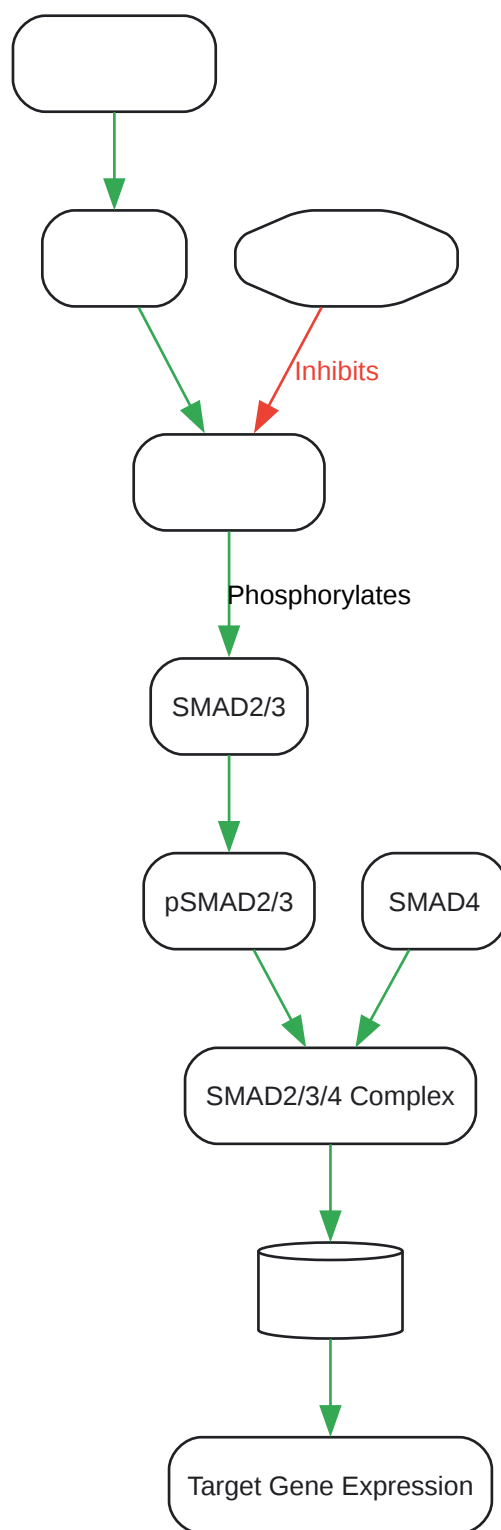 Inhibits
Phosphorylates
SMAD2/3
pSMAD2/3
SMAD4
SMAD2/3/4 Complex
Target Gene Expression